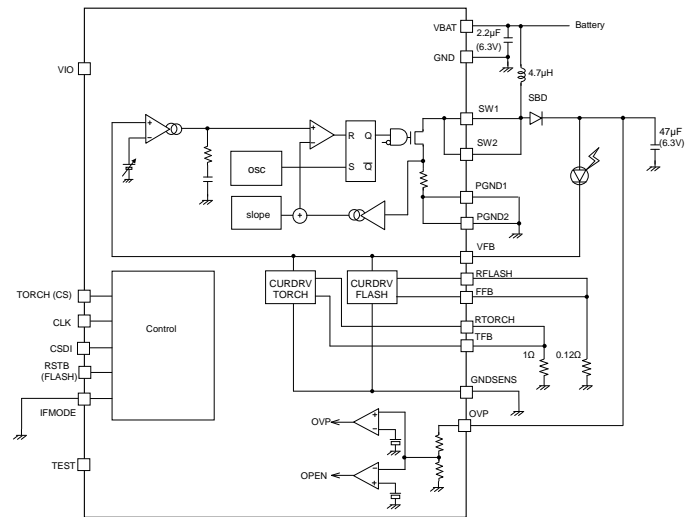 VBAT
Battery
2.2µF
(6.3V)
GND
4.7µH
VIO
SBD
SW1
47µF
(6.3V)
+
−
+
−
R Q
S Q
SW2
osc
PGND1
slope
+
PGND2
VFB
CURDRV
TORCH
CURDRV
FLASH
RFLASH
FFB
TORCH (CS)
CLK
Control
RTORCH
CSDI
TFB
1Ω
0.12Ω
RSTB
(FLASH)
GNDSENS
IFMODE
OVP
OVP
+
−
TEST
OPEN
−
+